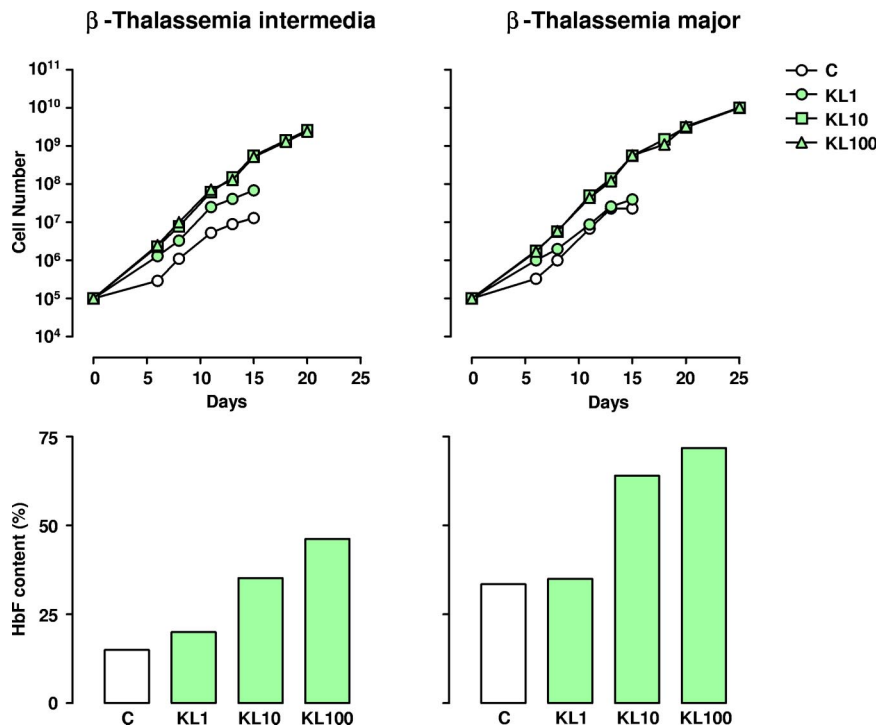 β -Thalassemia intermedia
β -Thalassemia major
Cell Number
10¹¹
10¹⁰
10⁹
10⁸
10⁷
10⁶
10⁵
10⁴
0 5 10 15 20 25
Days
0 5 10 15 20 25
Days
C
KL1
KL10
KL100
HbF content (%)
75
50
25
0
C KL1 KL10 KL100
C KL1 KL10 KL100